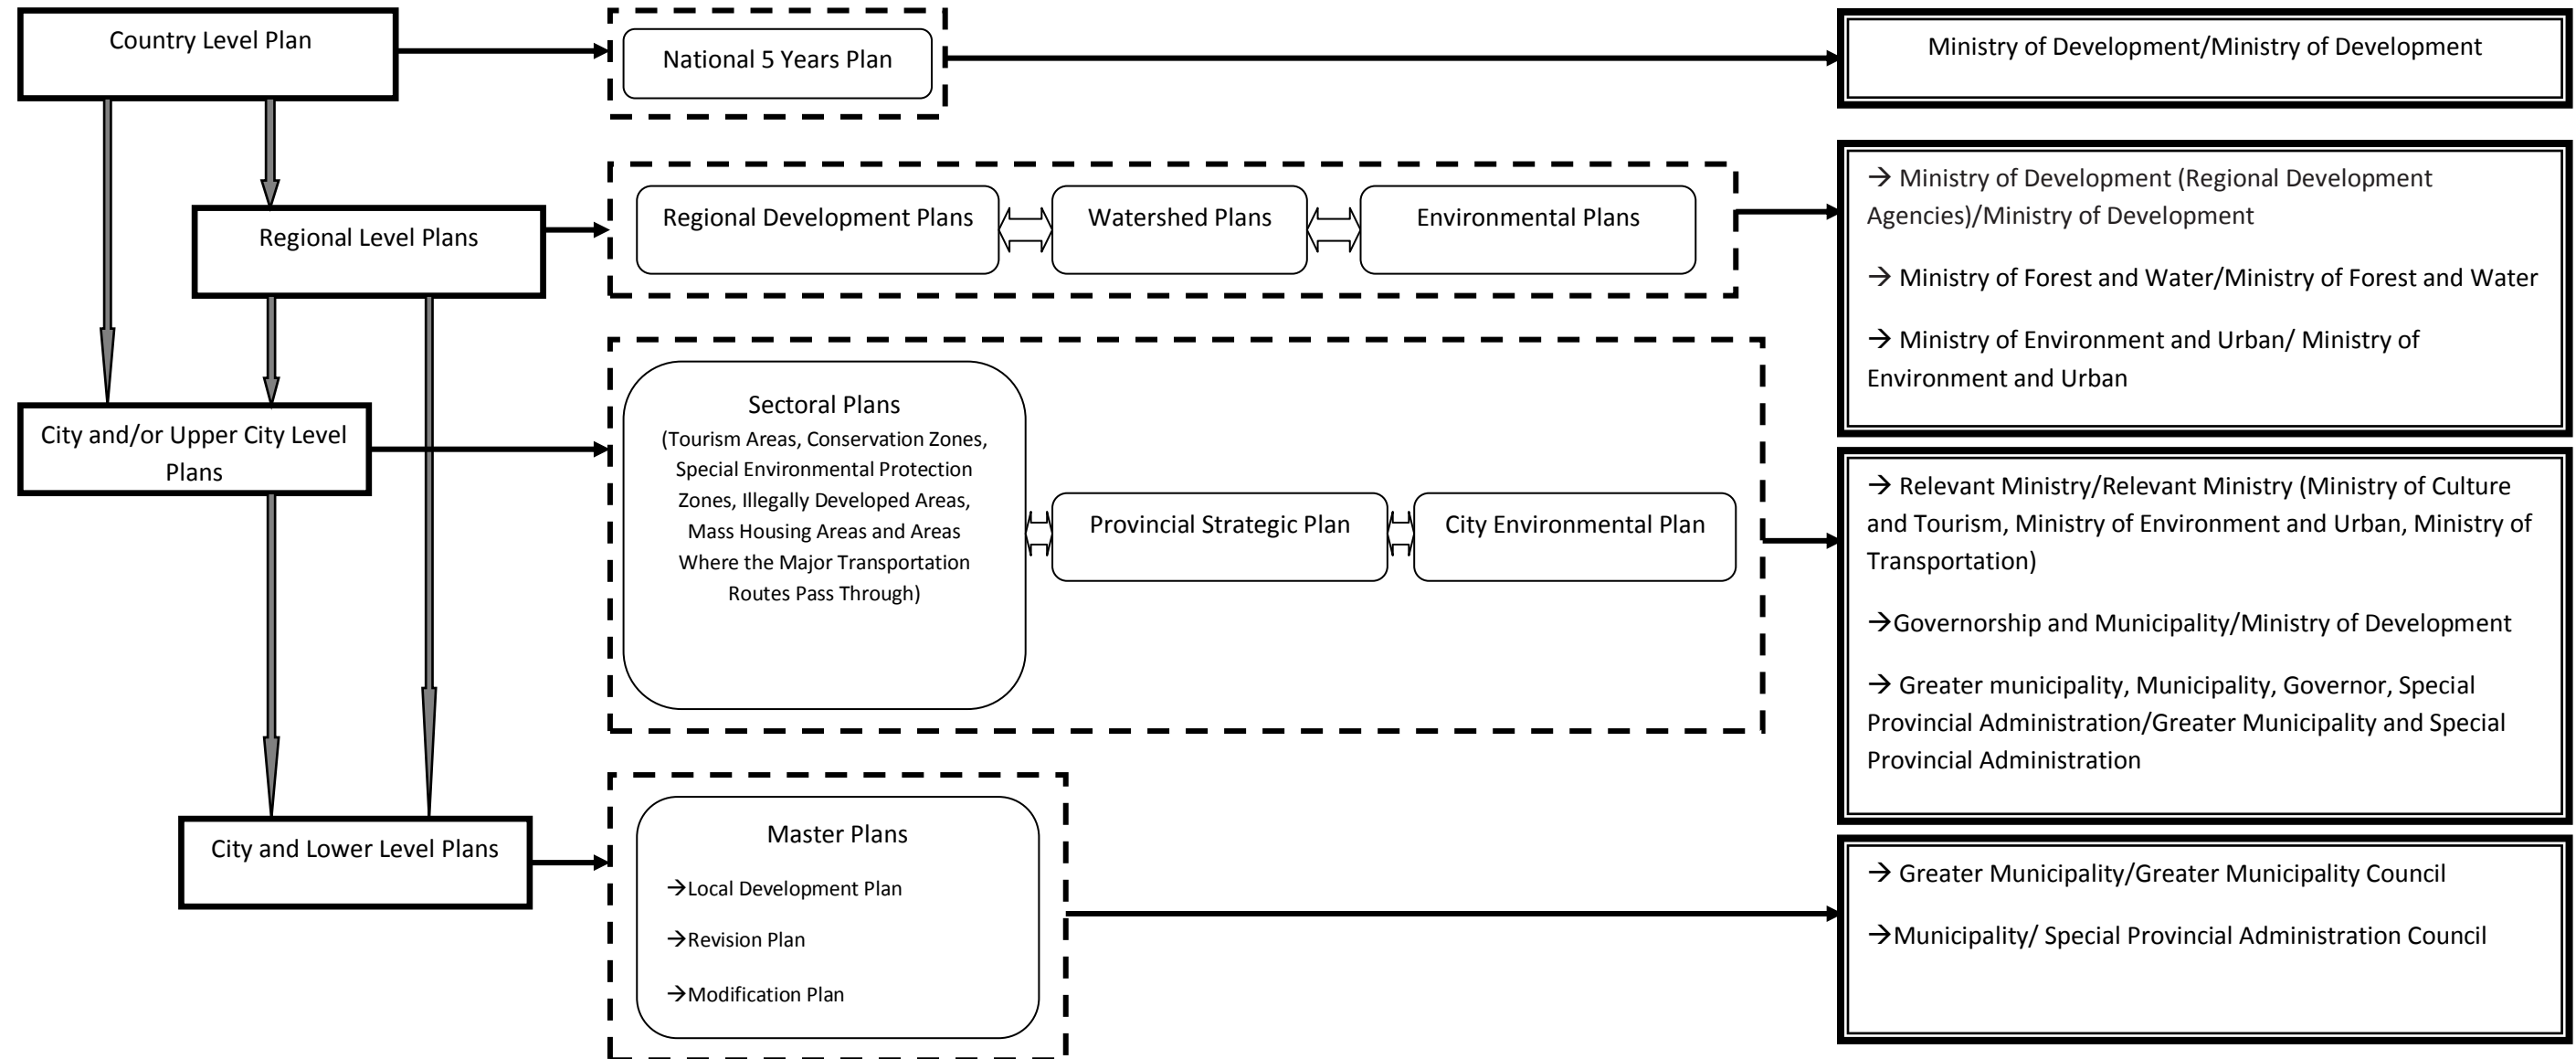 Country Level Plan
National 5 Years Plan
Ministry of Development/Ministry of Development
Regional Level Plans
Regional Development Plans
Watershed Plans
Environmental Plans
→ Ministry of Development (Regional Development
Agencies)/Ministry of Development
→ Ministry of Forest and Water/Ministry of Forest and Water
→ Ministry of Environment and Urban/ Ministry of
Environment and Urban
City and/or Upper City Level
Plans
Sectoral Plans
(Tourism Areas, Conservation Zones,
Special Environmental Protection
Zones, Illegally Developed Areas,
Mass Housing Areas and Areas
Where the Major Transportation
Routes Pass Through)
Provincial Strategic Plan
City Environmental Plan
→ Relevant Ministry/Relevant Ministry (Ministry of Culture
and Tourism, Ministry of Environment and Urban, Ministry of
Transportation)
→Governorship and Municipality/Ministry of Development
→ Greater municipality, Municipality, Governor, Special
Provincial Administration/Greater Municipality and Special
Provincial Administration
City and Lower Level Plans
Master Plans
→Local Development Plan
→Revision Plan
→Modification Plan
→ Greater Municipality/Greater Municipality Council
→Municipality/ Special Provincial Administration Council